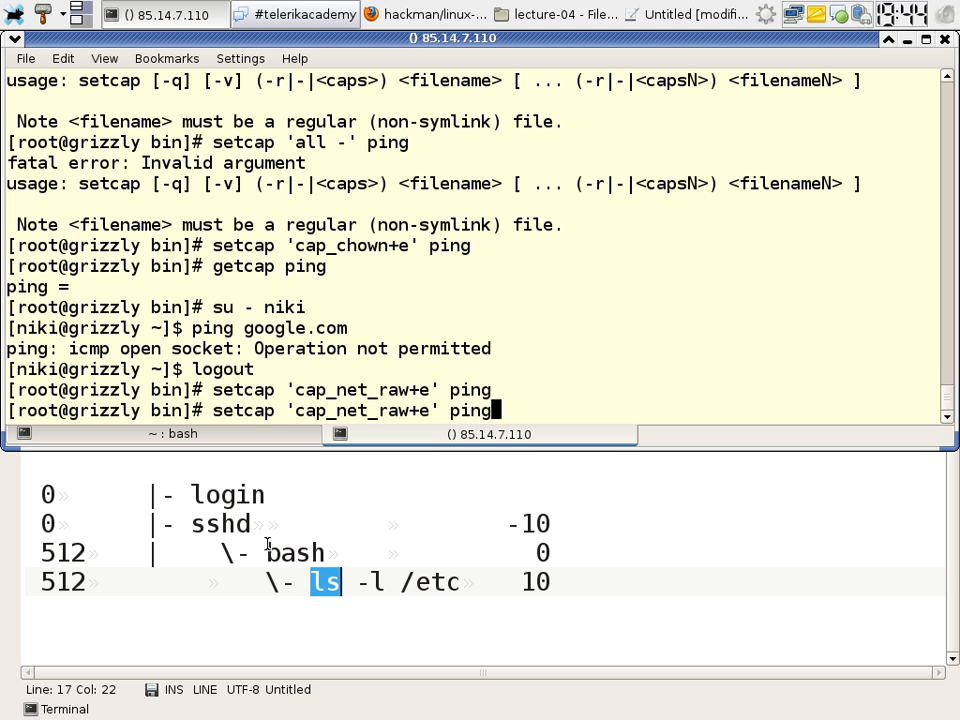 () 85.14.7.110
#telerikacademy
hackman/linux-...
lecture-04 - File...
Untitled [modifi...
19:44
() 85.14.7.110
File Edit View Bookmarks Settings Help
usage: setcap [-q] [-v] (-r|-|<caps>) <filename> [ ... (-r|-|<capsN>) <filenameN> ]
Note <filename> must be a regular (non-symlink) file.
[root@grizzly bin]# setcap 'all -' ping
fatal error: Invalid argument
usage: setcap [-q] [-v] (-r|-|<caps>) <filename> [ ... (-r|-|<capsN>) <filenameN> ]
Note <filename> must be a regular (non-symlink) file.
[root@grizzly bin]# setcap 'cap_chown+e' ping
[root@grizzly bin]# getcap ping
ping =
[root@grizzly bin]# su - niki
[niki@grizzly ~]$ ping google.com
ping: icmp open socket: Operation not permitted
[niki@grizzly ~]$ logout
[root@grizzly bin]# setcap 'cap_net_raw+e' ping
[root@grizzly bin]# setcap 'cap_net_raw+e' ping
~ : bash
() 85.14.7.110
0» |- login
0» |- sshd»» » -10
512» | \- bash» » 0
512» » \- ls -l /etc» 10
Line: 17 Col: 22 INS LINE UTF-8 Untitled
Terminal